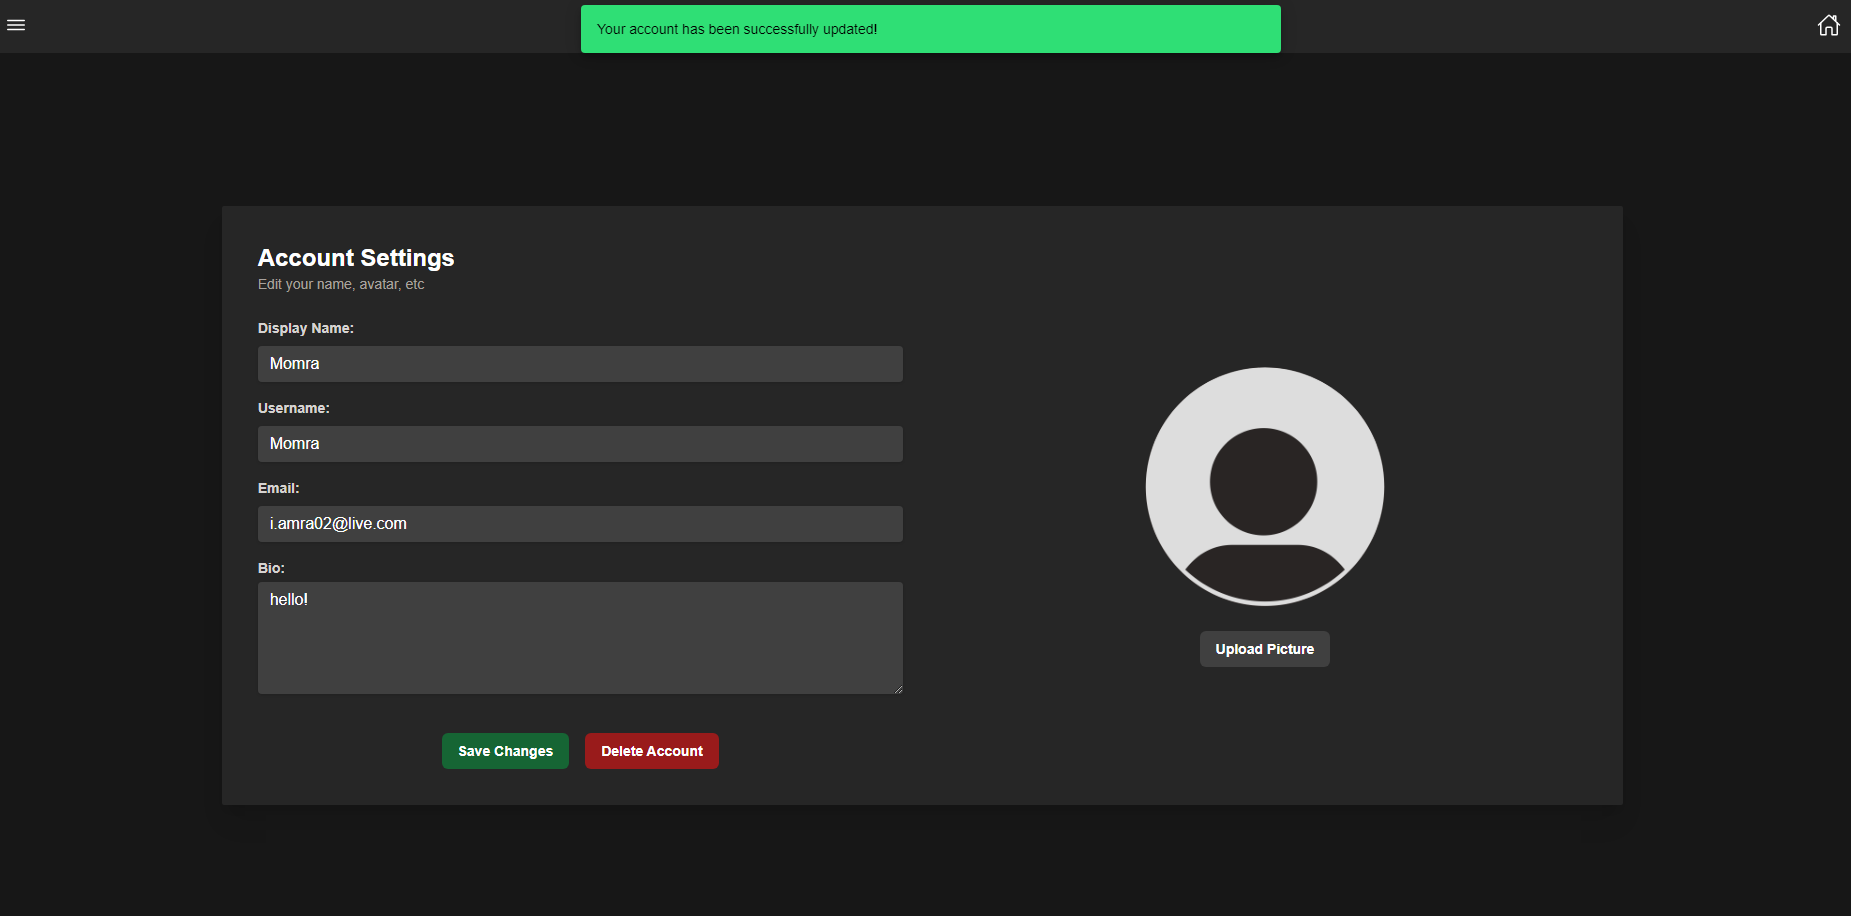 Your account has been successfully updated!
Account Settings
Edit your name, avatar, etc
Display Name:
Momra
Username:
Momra
Email:
i.amra02@live.com
Bio:
hello!
Upload Picture
Save Changes
Delete Account